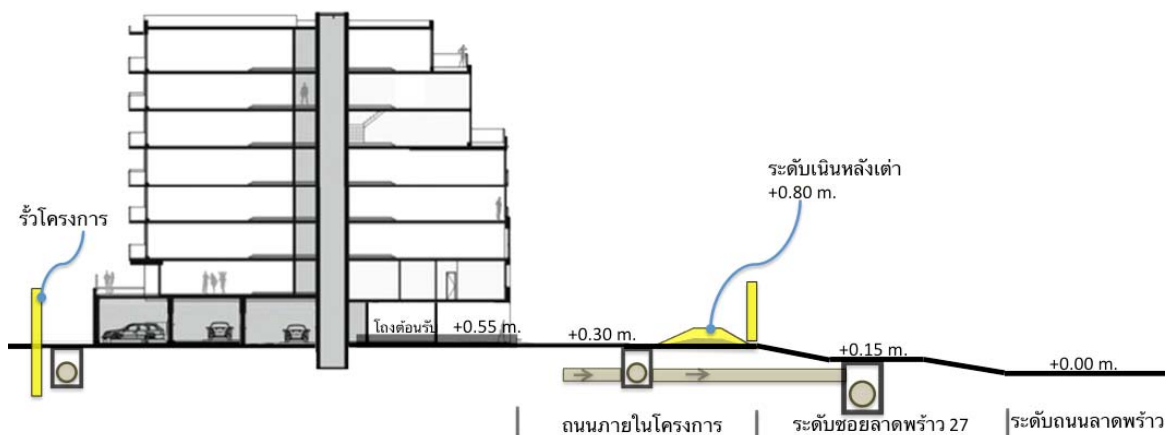 ระดับเนินหลังเต่า
+0.80 m.
รั้วโครงการ
โถงต้อนรับ +0.55 m. +0.30 m. +0.15 m. +0.00 m.
ถนนภายในโครงการ ระดับซอยลาดพร้าว 27 ระดับถนนลาดพร้าว